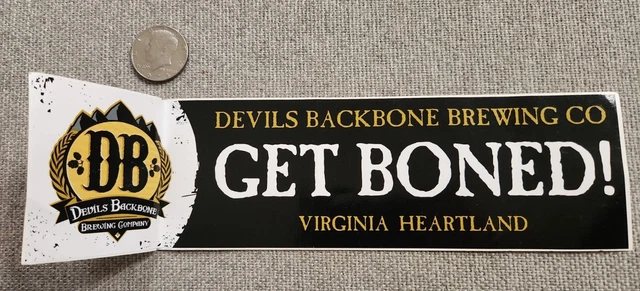 DB
DEVILS BACKBONE
BREWING COMPANY
DEVILS BACKBONE BREWING CO
GET BONED!
VIRGINIA HEARTLAND